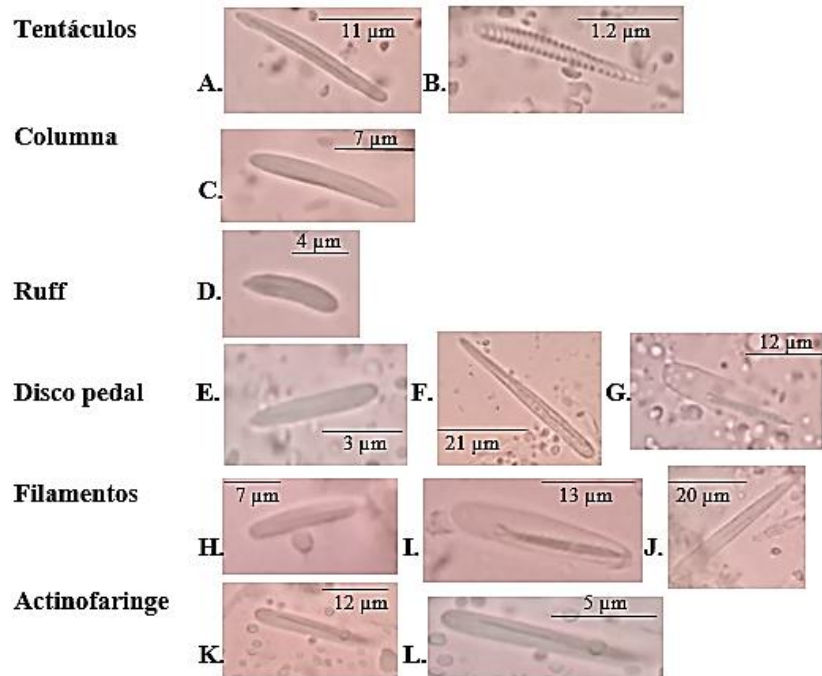 Tentáculos
11 µm
1.2 µm
A.
B.
Columna
7 µm
C.
4 µm
Ruff
D.
12 µm
Disco pedal
E.
F.
G.
3 µm
21 µm
Filamentos
7 µm
13 µm
20 µm
H.
I.
J.
Actinofaringe
12 µm
5 µm
K.
L.